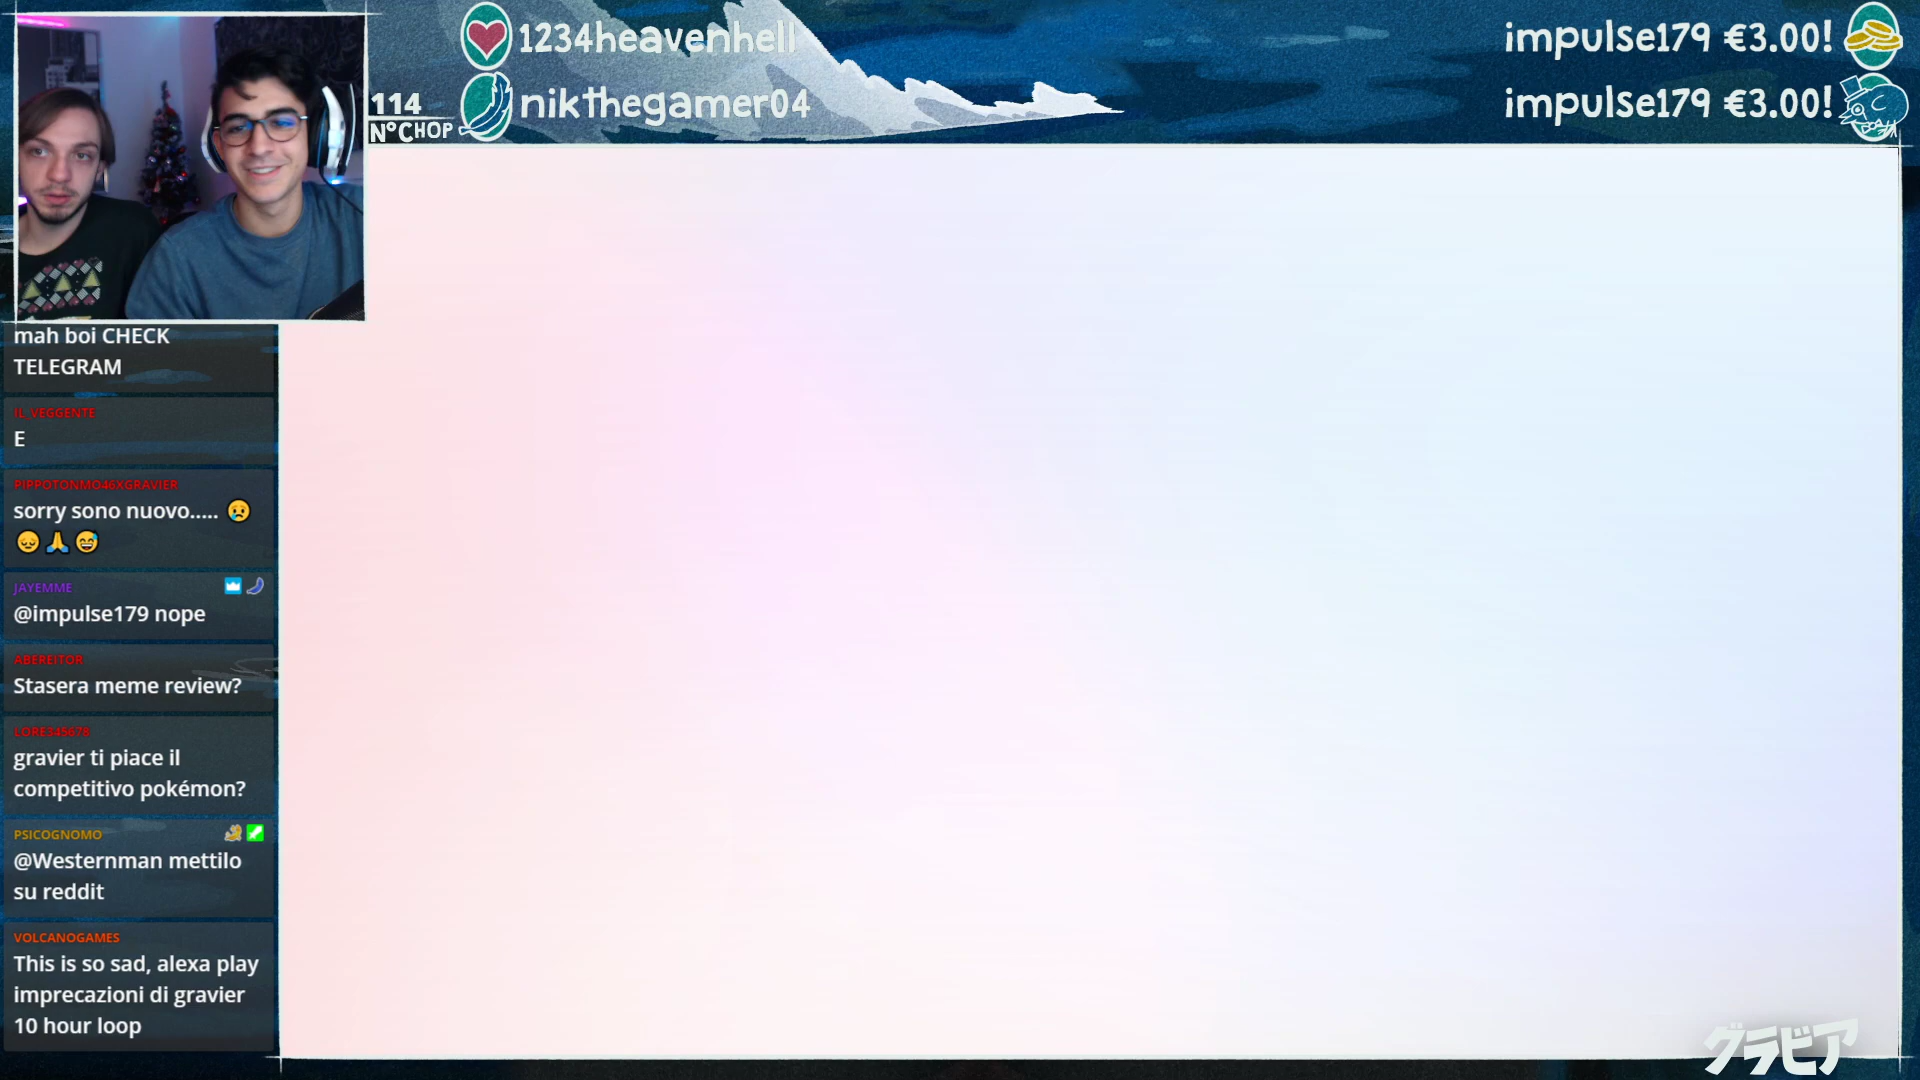 1234heavenhell
nikthegamer04
114
N°CHOP
impulse179 €3.00!
impulse179 €3.00!
mah boi CHECK
TELEGRAM
IL_VEGGENTE
E
PIPPOTONMO46XGRAVIER
sorry sono nuovo..... 😢
😞🙏😅
JAYEMME
@impulse179 nope
ABEREITOR
Stasera meme review?
LORE345678
gravier ti piace il
competitivo pokémon?
PSICOGNOMO
@Westernman mettilo
su reddit
VOLCANOGAMES
This is so sad, alexa play
imprecazioni di gravier
10 hour loop
グラビア